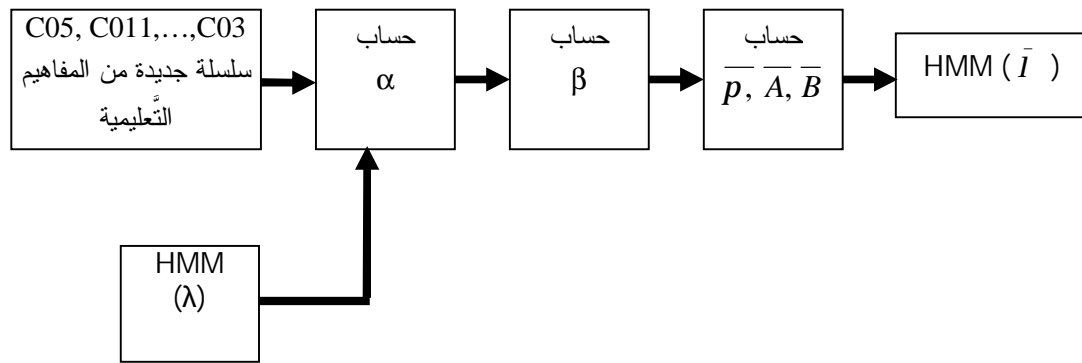 C05, C011,…,C03
سلسلة جديدة من المفاهيم
التَّعليمية
حساب
α
حساب
β
حساب
p̅, A̅, B̅
HMM ( l̄ )
HMM
(λ)